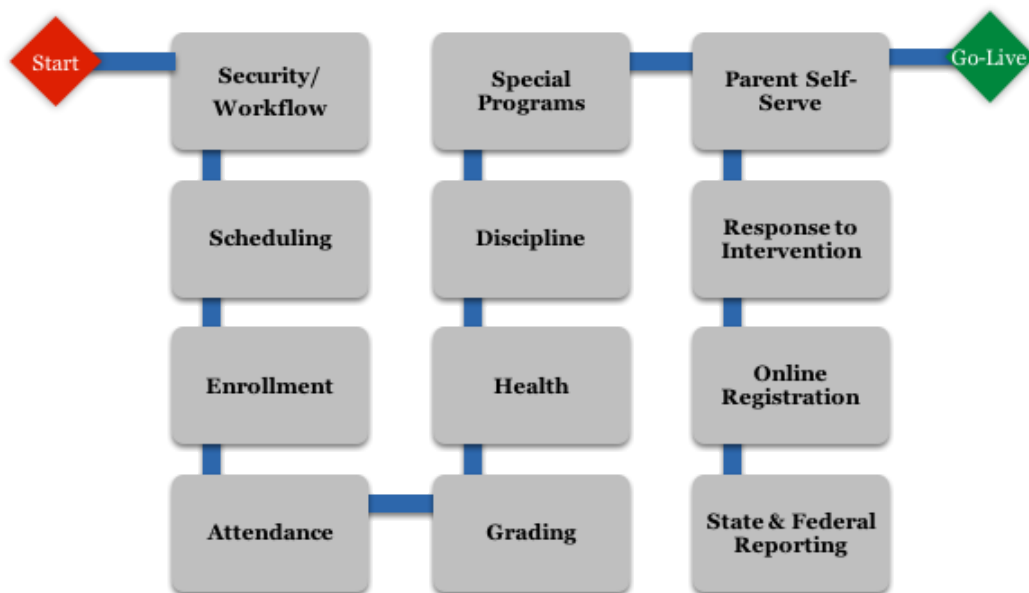 Start
Security/
Workflow
Scheduling
Enrollment
Attendance
Grading
Health
Discipline
Special
Programs
Parent Self-
Serve
Response to
Intervention
Online
Registration
State & Federal
Reporting
Go-Live